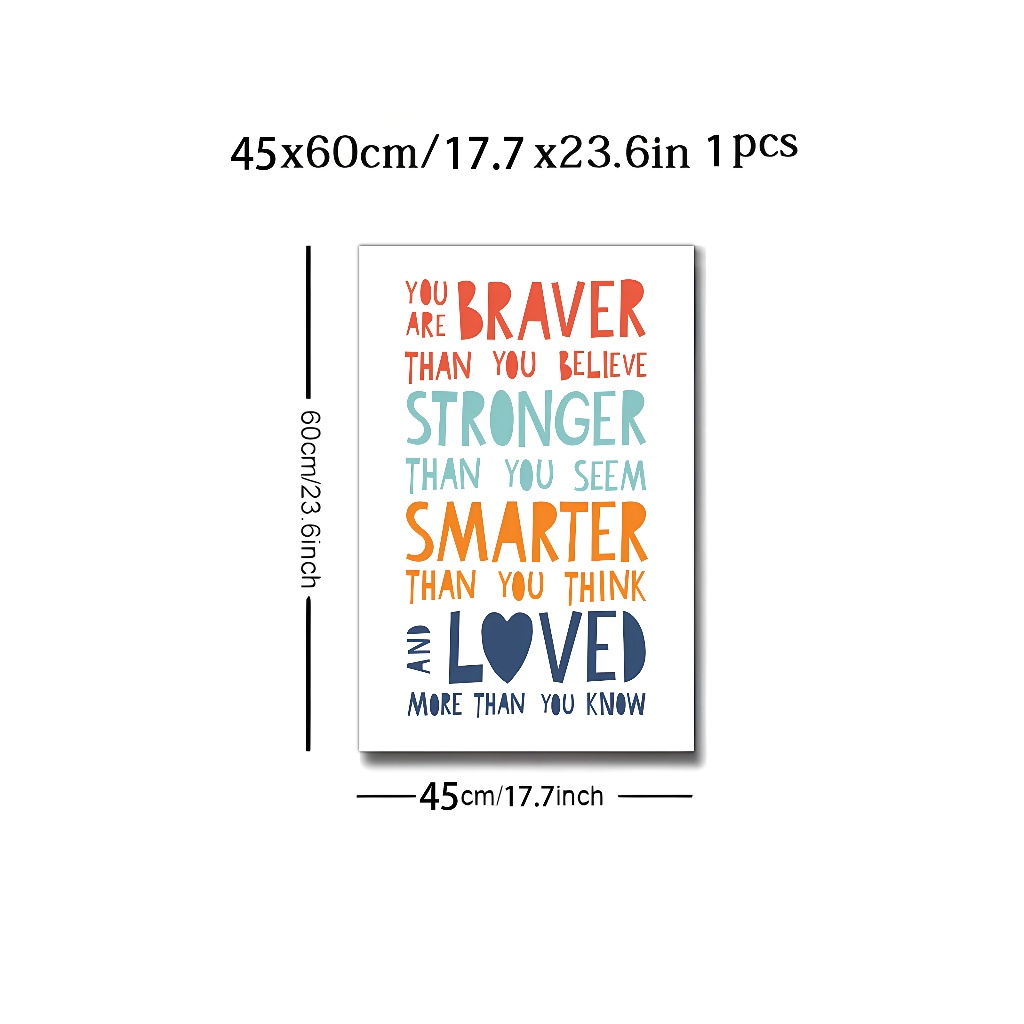 45x60cm/17.7 x23.6in 1pcs
YOU ARE BRAVER
THAN YOU BELIEVE
STRONGER
THAN YOU SEEM
SMARTER
THAN YOU THINK
AND LOVED
MORE THAN YOU KNOW
60cm/23.6inch
45cm/17.7inch